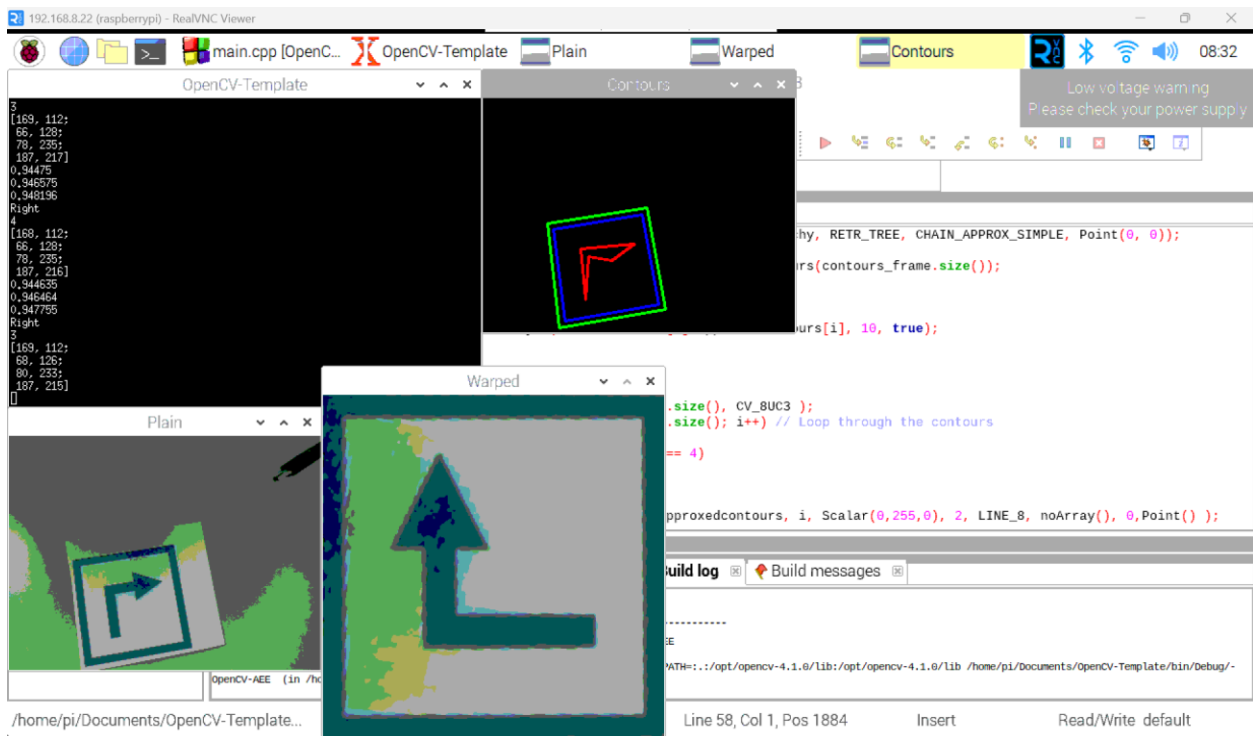 192.168.8.22 (raspberrypi) - RealVNC Viewer
main.cpp [OpenC... OpenCV-Template Plain Warped Contours 08:32
Low voltage warning
Please check your power supply
OpenCV-Template
3
[169, 112;
66, 128;
78, 235;
187, 217]
0.94475
0.946575
0.948196
Right
4
[168, 112;
66, 128;
78, 235;
187, 216]
0.944635
0.946464
0.947755
Right
3
[169, 112;
68, 126;
80, 233;
187, 215]
Contours
hy, RETR_TREE, CHAIN_APPROX_SIMPLE, Point(0, 0));
rs(contours_frame.size());
urs[i], 10, true);
.size(), CV_8UC3 );
.size(); i++) // Loop through the contours
== 4)
pproxedcontours, i, Scalar(0,255,0), 2, LINE_8, noArray(), 0,Point() );
Plain
Warped
uild log Build messages
-----------
EE
PATH=:.:/opt/opencv-4.1.0/lib:/opt/opencv-4.1.0/lib /home/pi/Documents/OpenCV-Template/bin/Debug/-
OpenCV-AEE (in /ho
/home/pi/Documents/OpenCV-Template... Line 58, Col 1, Pos 1884 Insert Read/Write default